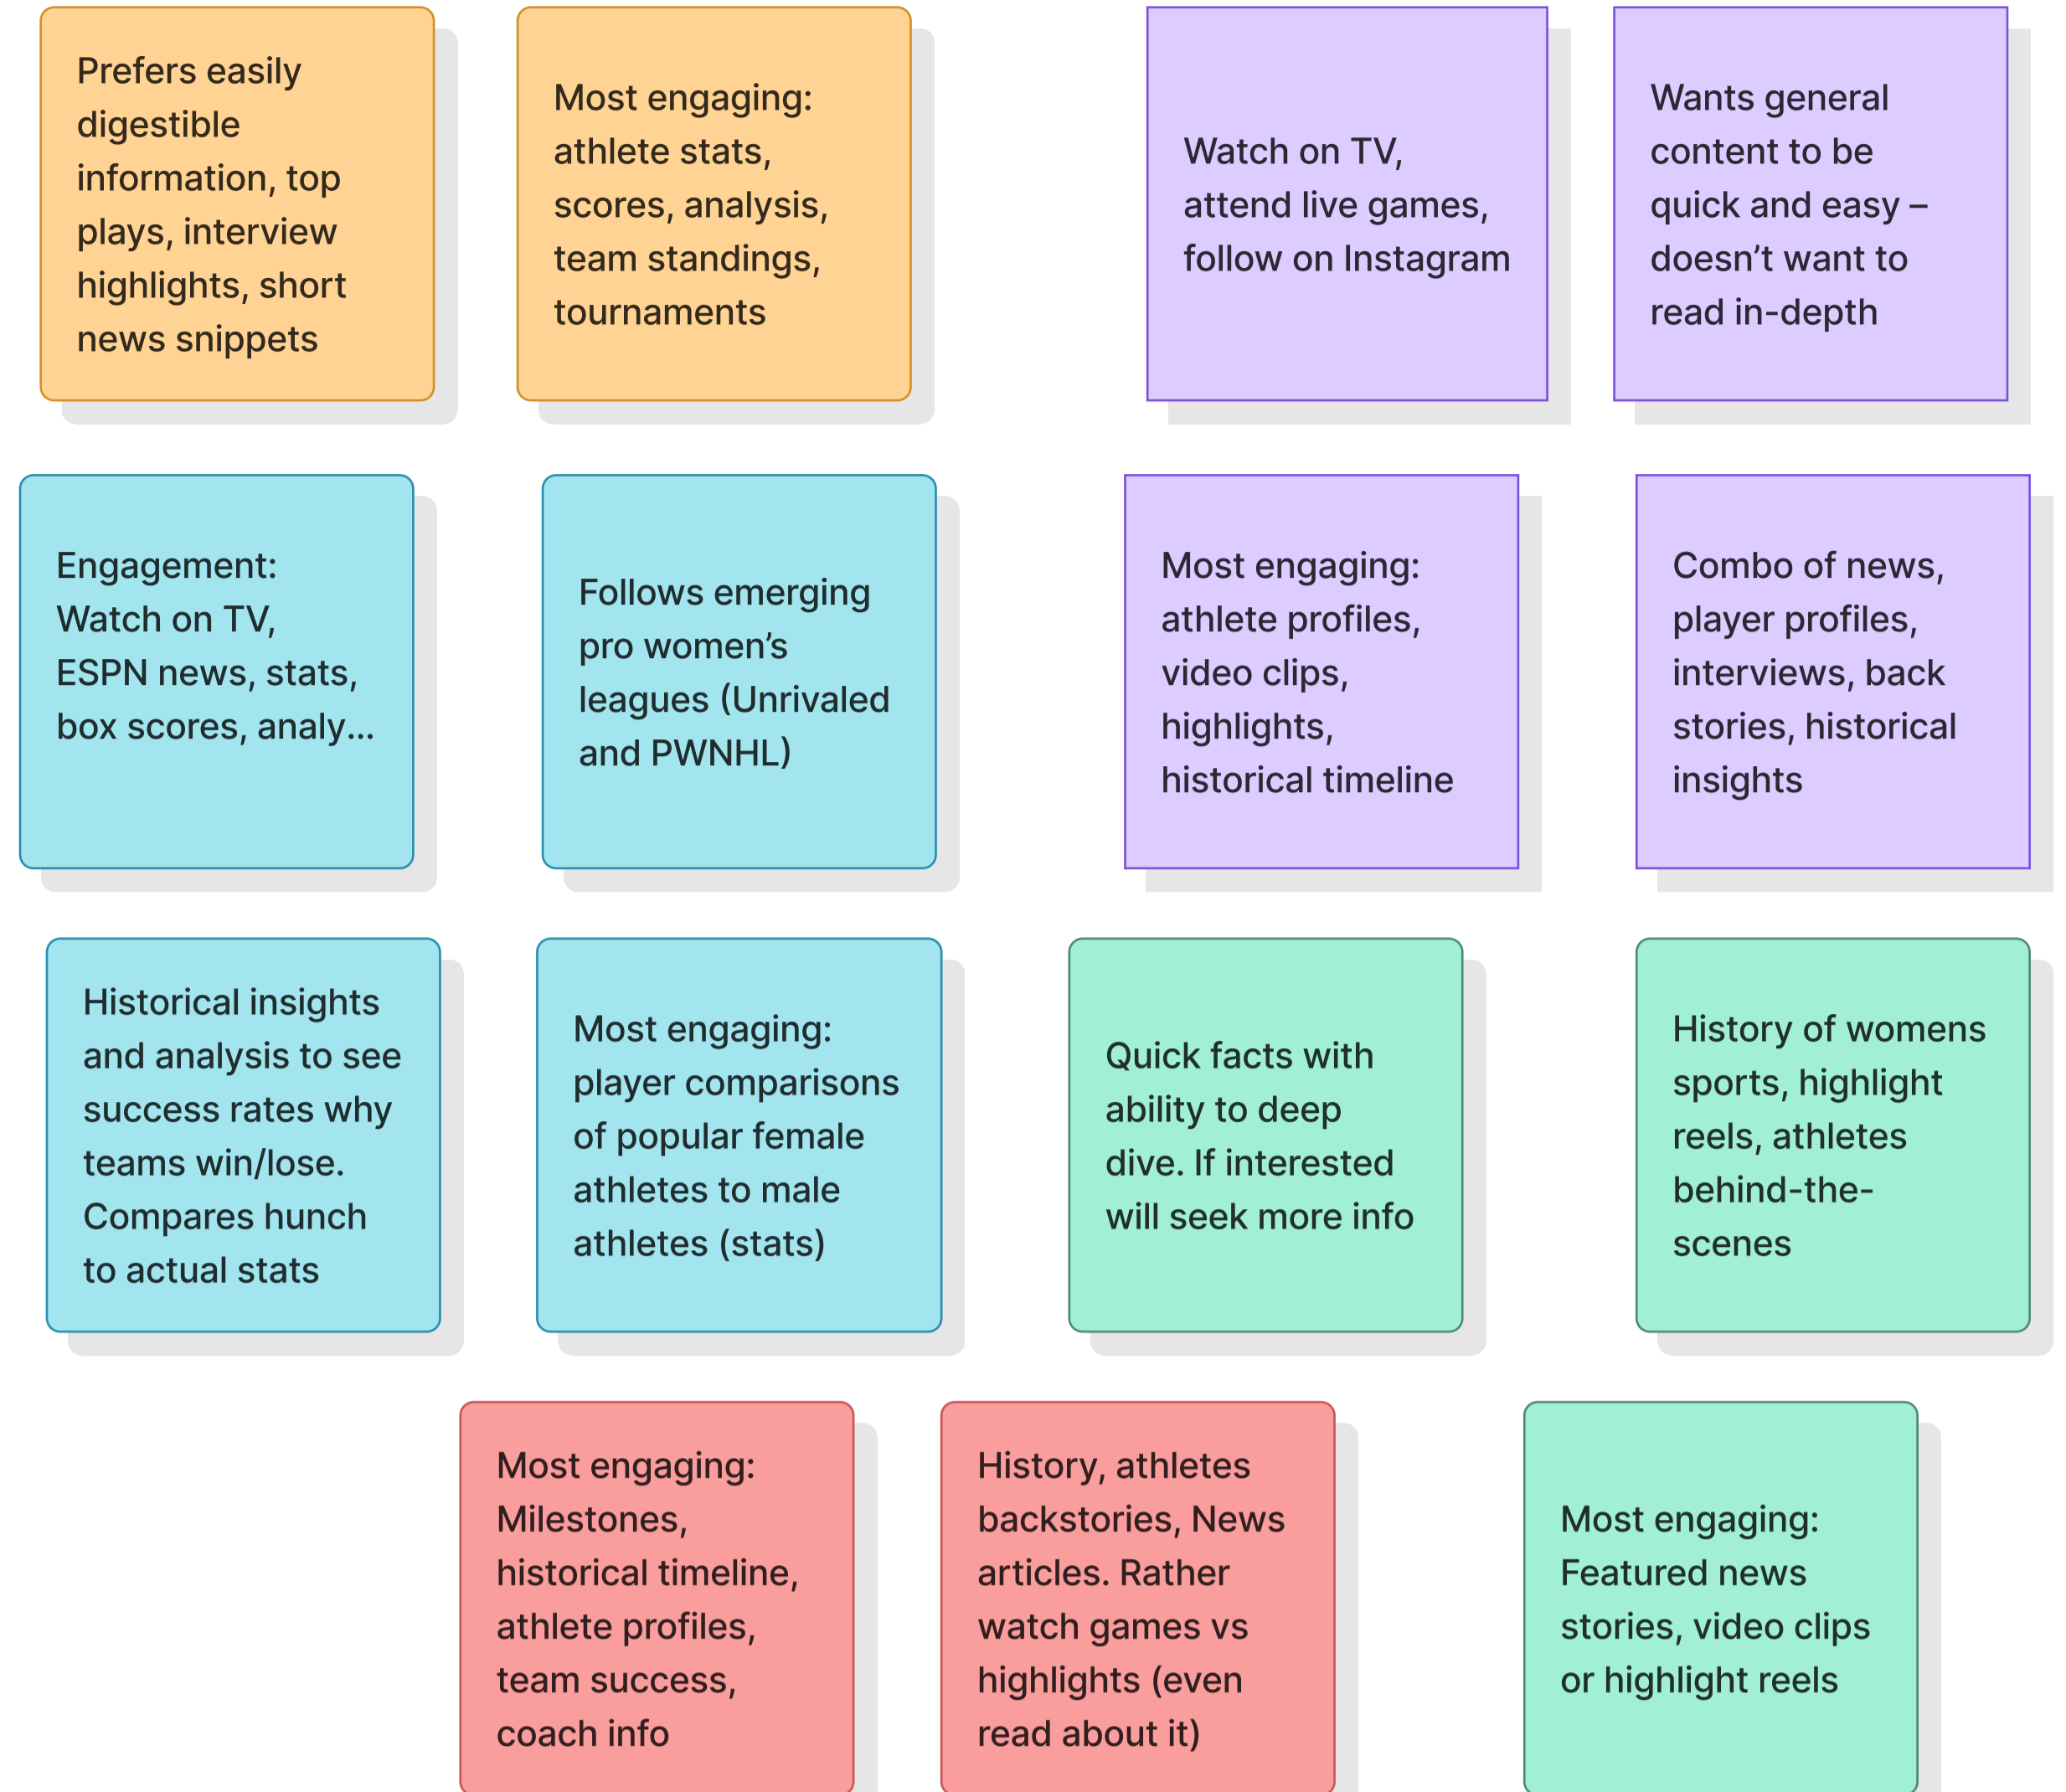 Prefers easily
digestible
information, top
plays, interview
highlights, short
news snippets
Most engaging:
athlete stats,
scores, analysis,
team standings,
tournaments
Watch on TV,
attend live games,
follow on Instagram
Wants general
content to be
quick and easy –
doesn’t want to
read in-depth
Engagement:
Watch on TV,
ESPN news, stats,
box scores, analy...
Follows emerging
pro women’s
leagues (Unrivaled
and PWNHL)
Most engaging:
athlete profiles,
video clips,
highlights,
historical timeline
Combo of news,
player profiles,
interviews, back
stories, historical
insights
Historical insights
and analysis to see
success rates why
teams win/lose.
Compares hunch
to actual stats
Most engaging:
player comparisons
of popular female
athletes to male
athletes (stats)
Quick facts with
ability to deep
dive. If interested
will seek more info
History of womens
sports, highlight
reels, athletes
behind-the-
scenes
Most engaging:
Milestones,
historical timeline,
athlete profiles,
team success,
coach info
History, athletes
backstories, News
articles. Rather
watch games vs
highlights (even
read about it)
Most engaging:
Featured news
stories, video clips
or highlight reels